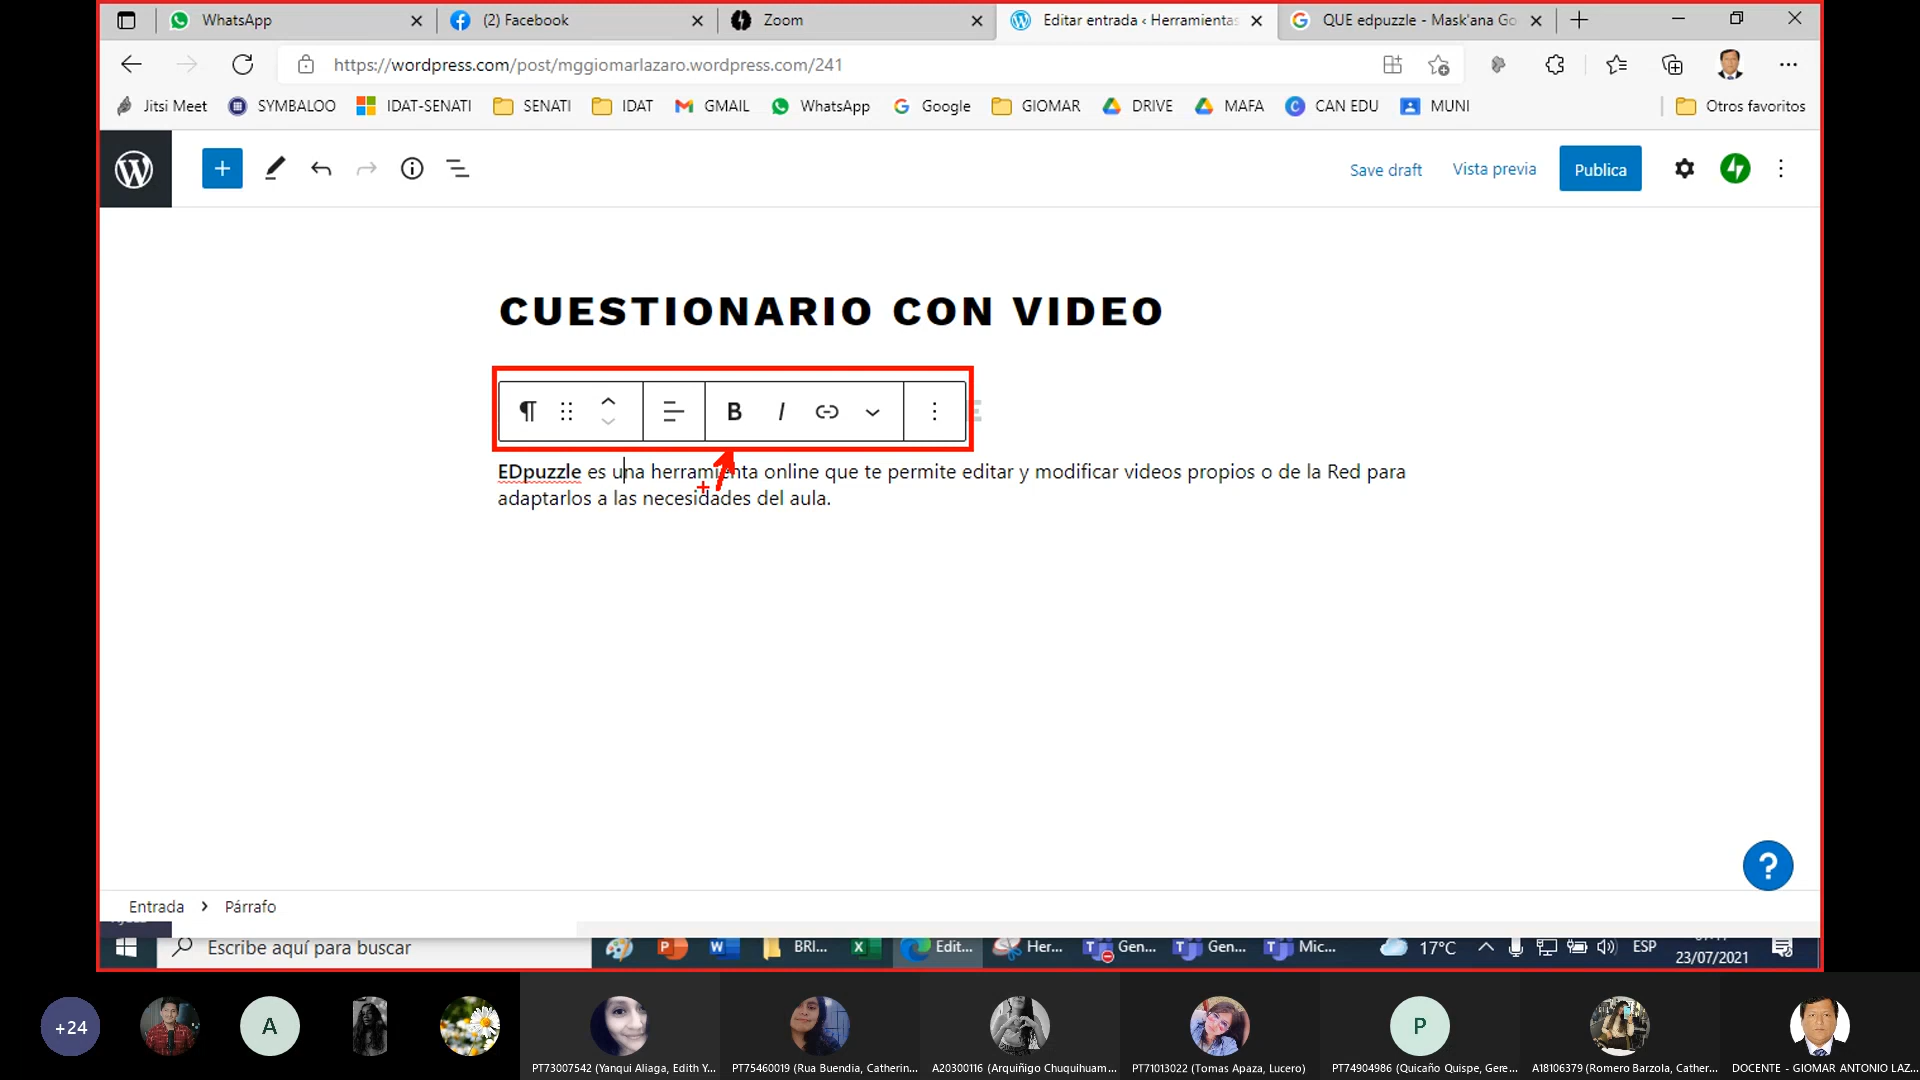 WhatsApp
(2) Facebook
Zoom
Editar entrada ‹ Herramientas
QUE edpuzzle - Mask'ana Go
https://wordpress.com/post/mggiomarlazaro.wordpress.com/241
Jitsi Meet
SYMBALOO
IDAT-SENATI
SENATI
IDAT
GMAIL
WhatsApp
Google
GIOMAR
DRIVE
MAFA
CAN EDU
MUNI
Otros favoritos
Save draft
Vista previa
Publica
CUESTIONARIO CON VIDEO
B I
EDpuzzle es una herramienta online que te permite editar y modificar videos propios o de la Red para
adaptarlos a las necesidades del aula.
Entrada > Párrafo
Escribe aquí para buscar
BRI...
Edit...
Her...
Gen...
Gen...
Mic...
17°C
ESP
23/07/2021
+24
A
P
PT73007542 (Yanqui Aliaga, Edith Y...
PT75460019 (Rua Buendia, Catherin...
A20300116 (Arquiñigo Chuquihuam...
PT71013022 (Tomas Apaza, Lucero)
PT74904986 (Quicaño Quispe, Gere...
A18106379 (Romero Barzola, Cather...
DOCENTE - GIOMAR ANTONIO LAZ...